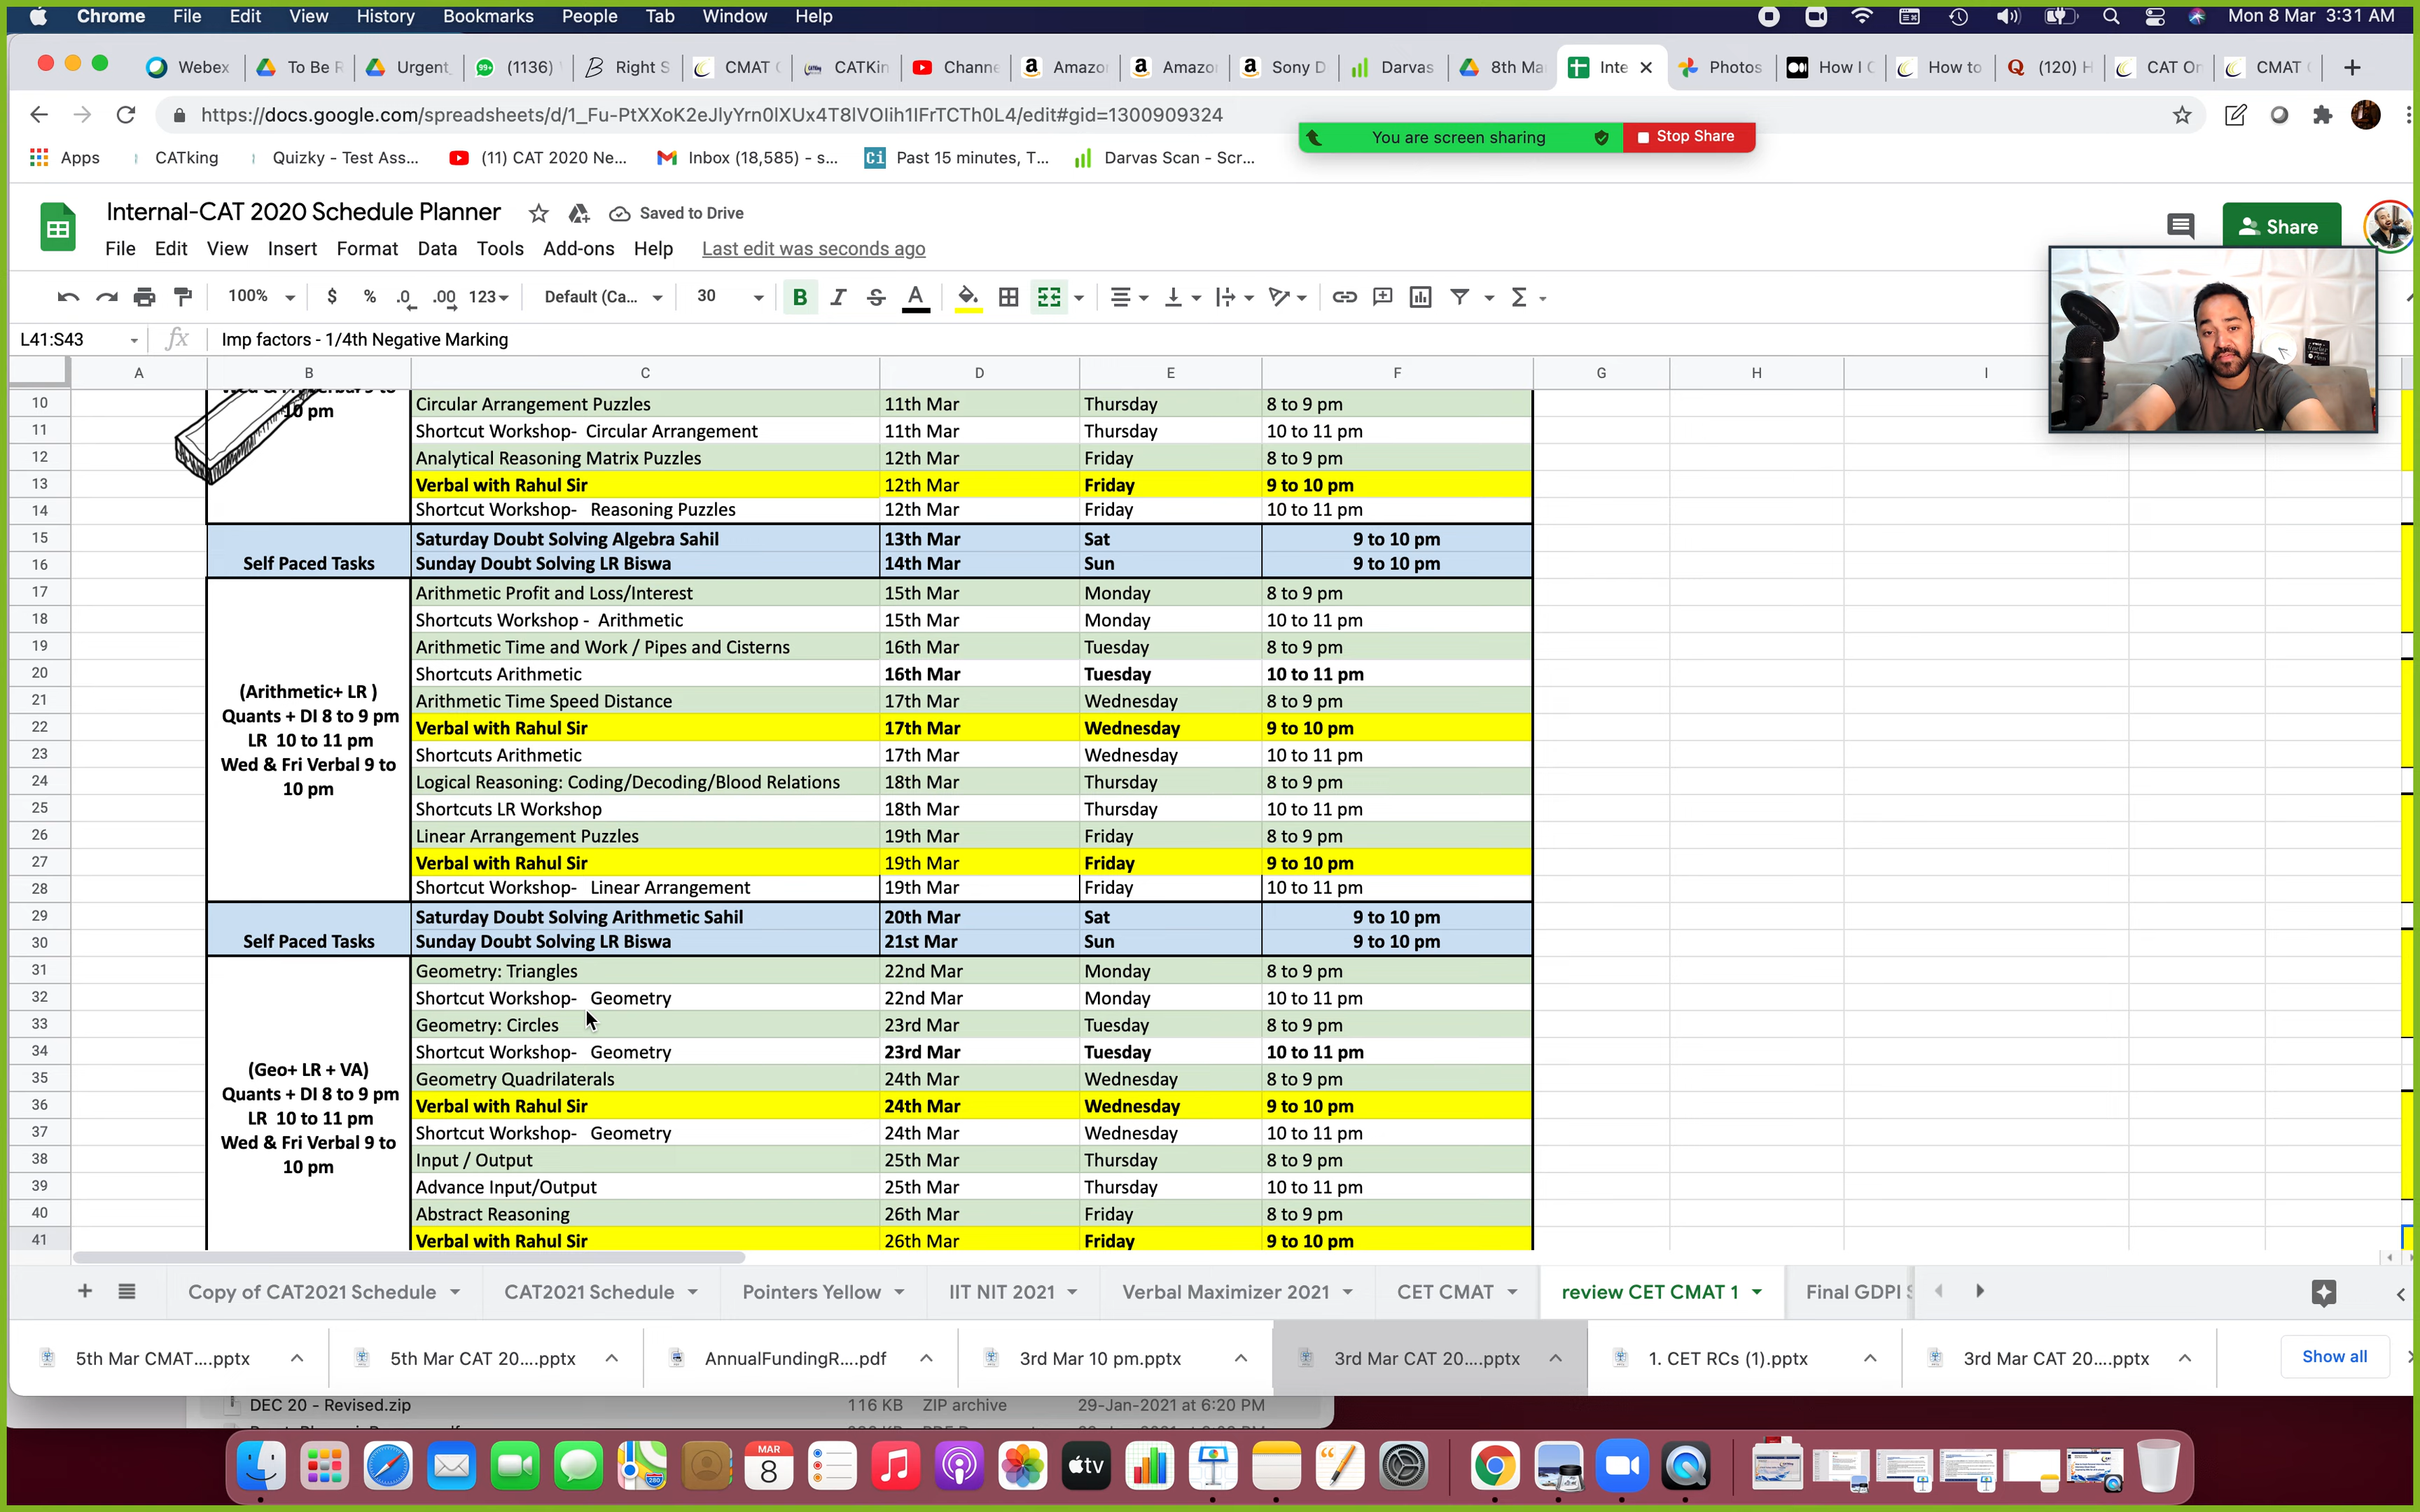 Chrome File Edit View History Bookmarks People Tab Window Help Mon 8 Mar 3:31 AM
Webex To Be R Urgent_ (1136) Right S CMAT CATKin Channe Amazo Amazo Sony D Darvas 8th Ma Inte Photos How I C How to (120) H CAT On CMAT
https://docs.google.com/spreadsheets/d/1_Fu-PtXXoK2eJlyYrn0lXUx4T8lVOlih1IFrTCTh0L4/edit#gid=1300909324
You are screen sharing Stop Share
Apps CATking Quizky - Test Ass... (11) CAT 2020 Ne... Inbox (18,585) - s... Past 15 minutes, T... Darvas Scan - Scr...
Internal-CAT 2020 Schedule Planner Saved to Drive
Share
File Edit View Insert Format Data Tools Add-ons Help Last edit was seconds ago
100% $ % .0 .00 123 Default (Ca... 30 B I S A
L41:S43 fx Imp factors - 1/4th Negative Marking
A B C D E F G H I
10 10 pm Circular Arrangement Puzzles 11th Mar Thursday 8 to 9 pm
11 Shortcut Workshop- Circular Arrangement 11th Mar Thursday 10 to 11 pm
12 Analytical Reasoning Matrix Puzzles 12th Mar Friday 8 to 9 pm
13 Verbal with Rahul Sir 12th Mar Friday 9 to 10 pm
14 Shortcut Workshop- Reasoning Puzzles 12th Mar Friday 10 to 11 pm
15 Saturday Doubt Solving Algebra Sahil 13th Mar Sat 9 to 10 pm
16 Self Paced Tasks Sunday Doubt Solving LR Biswa 14th Mar Sun 9 to 10 pm
17 Arithmetic Profit and Loss/Interest 15th Mar Monday 8 to 9 pm
18 Shortcuts Workshop - Arithmetic 15th Mar Monday 10 to 11 pm
19 Arithmetic Time and Work / Pipes and Cisterns 16th Mar Tuesday 8 to 9 pm
20 Shortcuts Arithmetic 16th Mar Tuesday 10 to 11 pm
(Arithmetic+ LR )
21 Arithmetic Time Speed Distance 17th Mar Wednesday 8 to 9 pm
Quants + DI 8 to 9 pm
22 Verbal with Rahul Sir 17th Mar Wednesday 9 to 10 pm
LR 10 to 11 pm
23 Shortcuts Arithmetic 17th Mar Wednesday 10 to 11 pm
Wed & Fri Verbal 9 to
24 Logical Reasoning: Coding/Decoding/Blood Relations 18th Mar Thursday 8 to 9 pm
10 pm
25 Shortcuts LR Workshop 18th Mar Thursday 10 to 11 pm
26 Linear Arrangement Puzzles 19th Mar Friday 8 to 9 pm
27 Verbal with Rahul Sir 19th Mar Friday 9 to 10 pm
28 Shortcut Workshop- Linear Arrangement 19th Mar Friday 10 to 11 pm
29 Saturday Doubt Solving Arithmetic Sahil 20th Mar Sat 9 to 10 pm
30 Self Paced Tasks Sunday Doubt Solving LR Biswa 21st Mar Sun 9 to 10 pm
31 Geometry: Triangles 22nd Mar Monday 8 to 9 pm
32 Shortcut Workshop- Geometry 22nd Mar Monday 10 to 11 pm
33 Geometry: Circles 23rd Mar Tuesday 8 to 9 pm
34 Shortcut Workshop- Geometry 23rd Mar Tuesday 10 to 11 pm
(Geo+ LR + VA)
35 Geometry Quadrilaterals 24th Mar Wednesday 8 to 9 pm
Quants + DI 8 to 9 pm
36 Verbal with Rahul Sir 24th Mar Wednesday 9 to 10 pm
LR 10 to 11 pm
37 Shortcut Workshop- Geometry 24th Mar Wednesday 10 to 11 pm
Wed & Fri Verbal 9 to
38 Input / Output 25th Mar Thursday 8 to 9 pm
10 pm
39 Advance Input/Output 25th Mar Thursday 10 to 11 pm
40 Abstract Reasoning 26th Mar Friday 8 to 9 pm
41 Verbal with Rahul Sir 26th Mar Friday 9 to 10 pm
Copy of CAT2021 Schedule CAT2021 Schedule Pointers Yellow IIT NIT 2021 Verbal Maximizer 2021 CET CMAT review CET CMAT 1 Final GDPI S
5th Mar CMAT....pptx 5th Mar CAT 20....pptx AnnualFundingR....pdf 3rd Mar 10 pm.pptx 3rd Mar CAT 20....pptx 1. CET RCs (1).pptx 3rd Mar CAT 20....pptx Show all
DEC 20 - Revised.zip 116 KB ZIP archive 29-Jan-2021 at 6:20 PM
MAR
8
tv